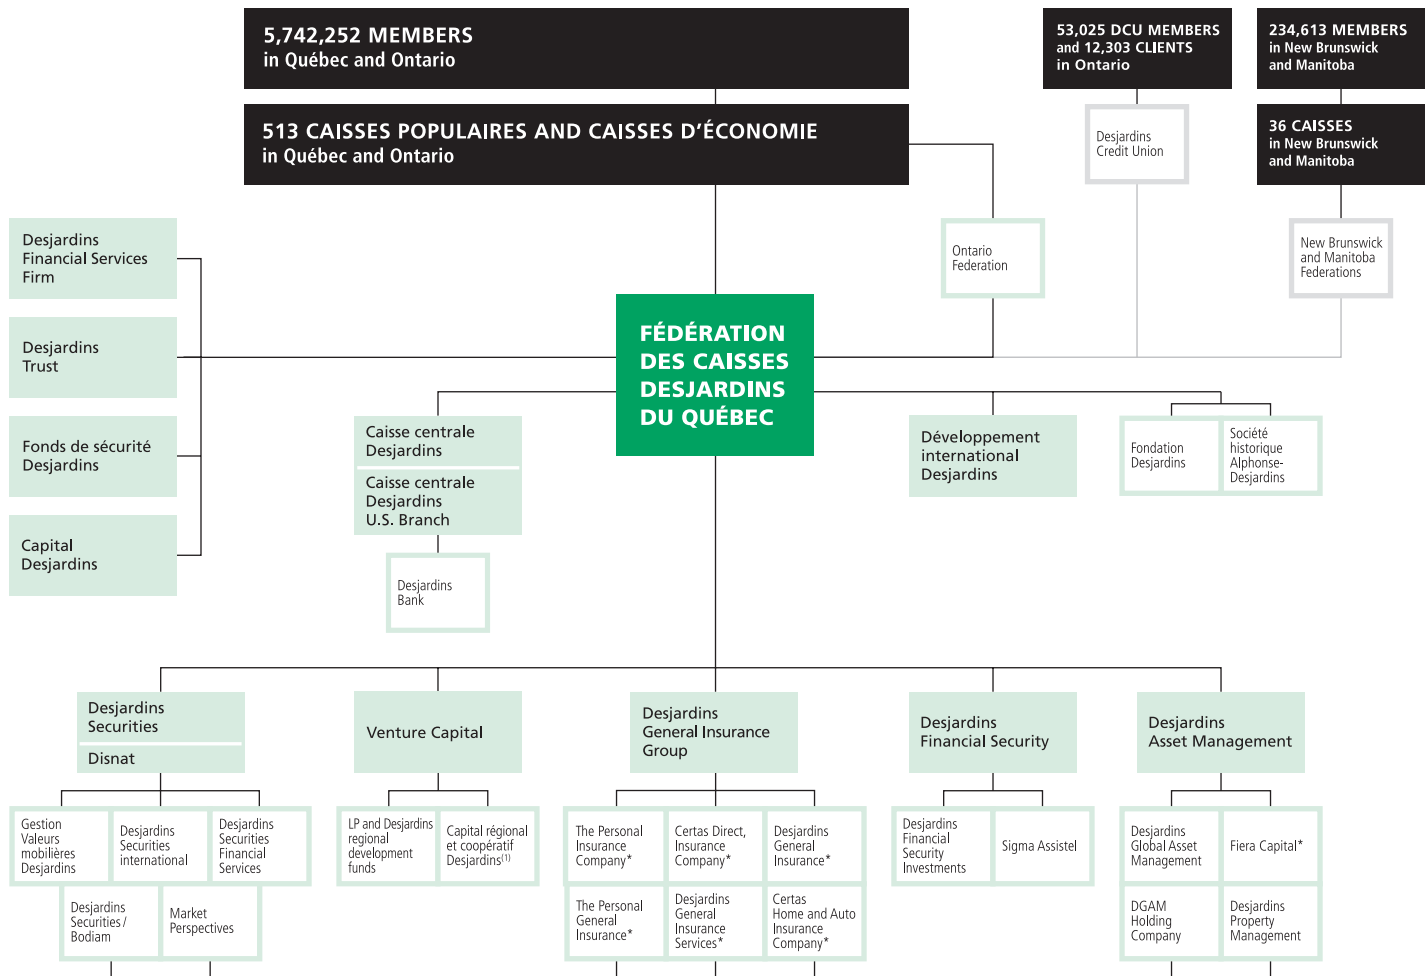 5,742,252 MEMBERS
in Québec and Ontario
53,025 DCU MEMBERS
and 12,303 CLIENTS
in Ontario
234,613 MEMBERS
in New Brunswick
and Manitoba
513 CAISSES POPULAIRES AND CAISSES D'ÉCONOMIE
in Québec and Ontario
Desjardins
Credit Union
36 CAISSES
in New Brunswick
and Manitoba
Desjardins
Financial Services
Firm
Ontario
Federation
New Brunswick
and Manitoba
Federations
Desjardins
Trust
FÉDÉRATION
DES CAISSES
DESJARDINS
DU QUÉBEC
Fonds de sécurité
Desjardins
Caisse centrale
Desjardins
Caisse centrale
Desjardins
U.S. Branch
Développement
international
Desjardins
Fondation
Desjardins
Société
historique
Alphonse-
Desjardins
Capital
Desjardins
Desjardins
Bank
Desjardins
Securities
Disnat
Venture Capital
Desjardins
General Insurance
Group
Desjardins
Financial Security
Desjardins
Asset Management
Gestion
Valeurs
mobilières
Desjardins
Desjardins
Securities
international
Desjardins
Securities
Financial
Services
LP and Desjardins
regional
development
funds
Capital régional
et coopératif
Desjardins(1)
The Personal
Insurance
Company*
Certas Direct,
Insurance
Company*
Desjardins
General
Insurance*
Desjardins
Financial
Security
Investments
Sigma Assistel
Desjardins
Global Asset
Management
Fiera Capital*
Desjardins
Securities /
Bodiam
Market
Perspectives
The Personal
General
Insurance*
Desjardins
General
Insurance
Services*
Certas
Home and Auto
Insurance
Company*
DGAM
Holding
Company
Desjardins
Property
Management